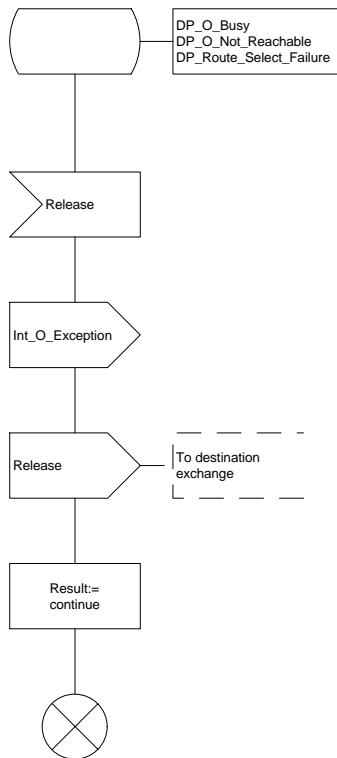 DP_O_Busy
DP_O_Not_Reachable
DP_Route_Select_Failure
Release
Int_O_Exception
Release
To destination
exchange
Result:=
continue